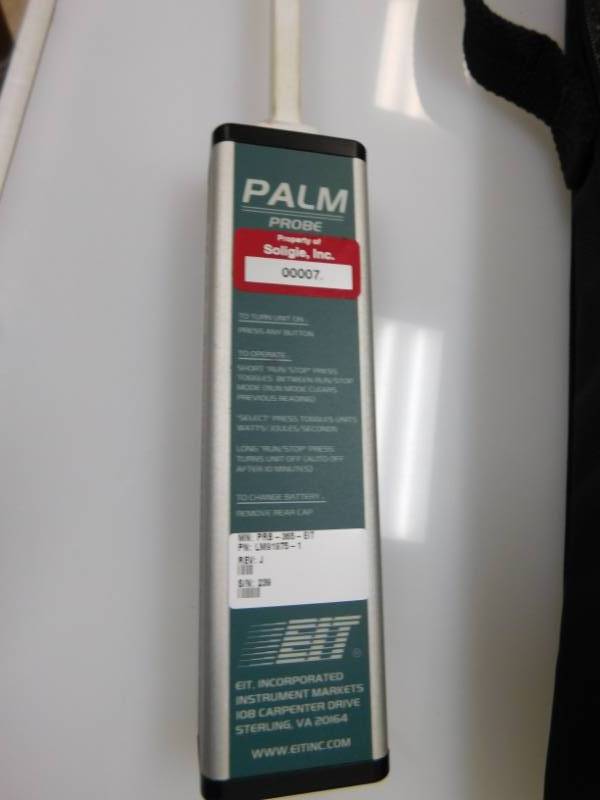 PALM
PROBE
Property of
Soligie, Inc.
00007.
TO TURN UNIT ON...
PRESS ANY BUTTON
TO OPERATE...
SHORT "RUN/STOP" PRESS
TOGGLES BETWEEN RUN/STOP
MODE (RUN MODE CLEARS
PREVIOUS READING)
"SELECT" PRESS TOGGLES UNITS
WATTS/JOULES/SECONDS
LONG "RUN/STOP" PRESS
TURNS UNIT OFF (AUTO OFF
AFTER 10 MINUTES)
TO CHANGE BATTERY...
REMOVE REAR CAP
MN: PRB-365-EIT
PN: LM91975-1
REV: J
S/N: 239
EIT ®
EIT, INCORPORATED
INSTRUMENT MARKETS
108 CARPENTER DRIVE
STERLING, VA 20164
WWW.EITINC.COM